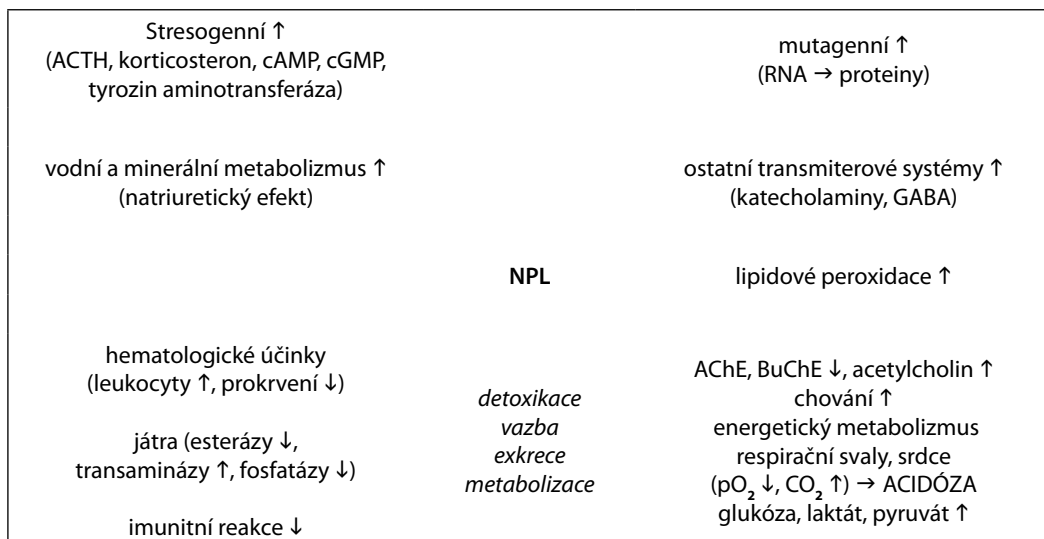 Stresogenní ↑
(ACTH, korticosteron, cAMP, cGMP,
tyrozin aminotransferáza)
mutagenní ↑
(RNA → proteiny)
vodní a minerální metabolizmus ↑
(natriuretický efekt)
ostatní transmiterové systémy ↑
(katecholaminy, GABA)
NPL
lipidové peroxidace ↑
hematologické účinky
(leukocyty ↑, prokrvení ↓)
játra (esterázy ↓,
transaminázy ↑, fosfatázy ↓)
imunitní reakce ↓
detoxikace
vazba
exkrece
metabolizace
AChE, BuChE ↓, acetylcholin ↑
chování ↑
energetický metabolizmus
respirační svaly, srdce
(pO₂ ↓, CO₂ ↑) → ACIDÓZA
glukóza, laktát, pyruvát ↑